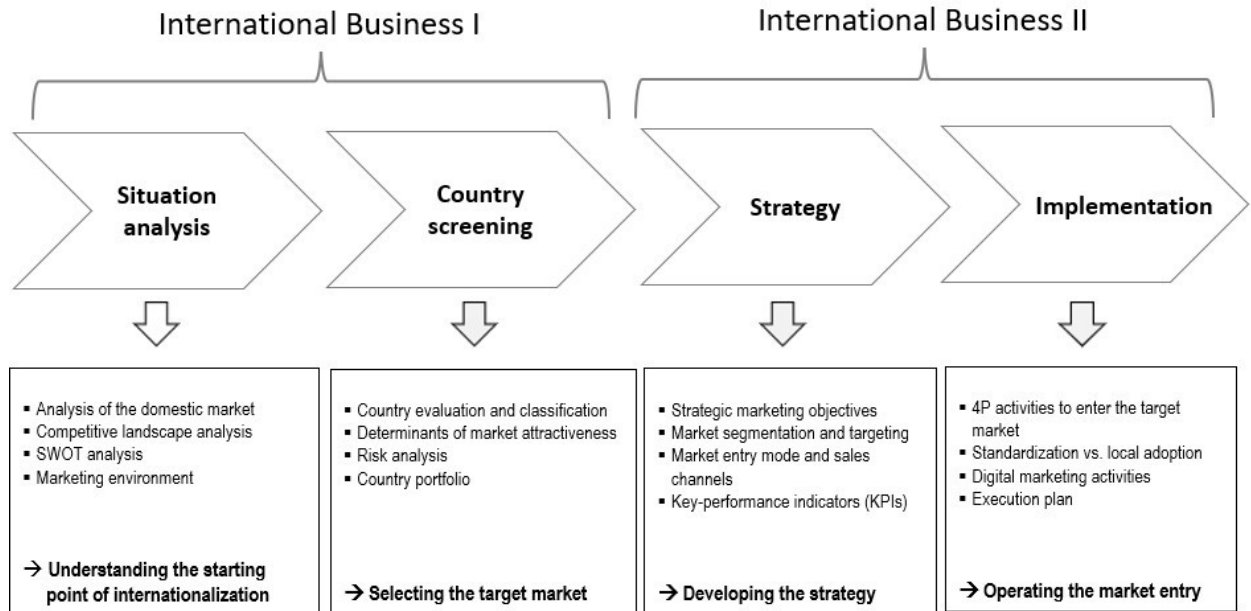 International Business I
International Business II
Situation
analysis
Country
screening
Strategy
Implementation
▪ Analysis of the domestic market
▪ Competitive landscape analysis
▪ SWOT analysis
▪ Marketing environment
→ Understanding the starting
point of internationalization
▪ Country evaluation and classification
▪ Determinants of market attractiveness
▪ Risk analysis
▪ Country portfolio
→ Selecting the target market
▪ Strategic marketing objectives
▪ Market segmentation and targeting
▪ Market entry mode and sales
channels
▪ Key-performance indicators (KPIs)
→ Developing the strategy
▪ 4P activities to enter the target
market
▪ Standardization vs. local adoption
▪ Digital marketing activities
▪ Execution plan
→ Operating the market entry